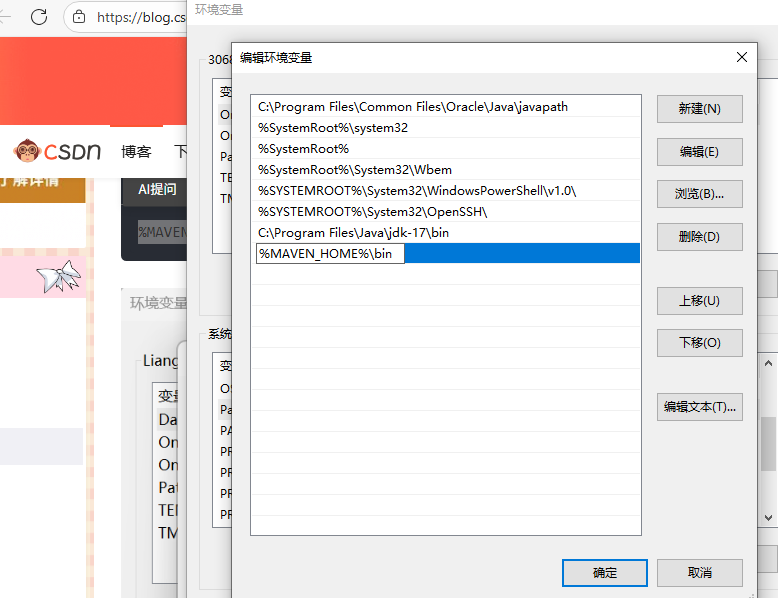 https://blog.cs
了解详情
CSDN
博客
下
AI提问
%MAVEN
环境变量
Liang
变量
Da
On
On
Pat
TE
TM
环境变量
3068
变
On
On
Pa
TE
TM
系统
变
OS
Pa
PA
PR
PR
PR
PR
编辑环境变量
C:\Program Files\Common Files\Oracle\Java\javapath
%SystemRoot%\system32
%SystemRoot%
%SystemRoot%\System32\Wbem
%SYSTEMROOT%\System32\WindowsPowerShell\v1.0\
%SYSTEMROOT%\System32\OpenSSH\
C:\Program Files\Java\jdk-17\bin
%MAVEN_HOME%\bin
新建(N)
编辑(E)
浏览(B)...
删除(D)
上移(U)
下移(O)
编辑文本(T)...
确定
取消